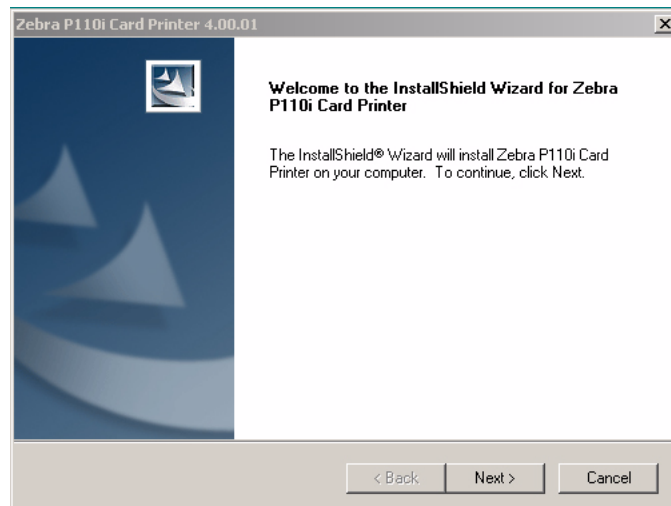 Zebra P110i Card Printer 4.00.01
Welcome to the InstallShield Wizard for Zebra
P110i Card Printer
The InstallShield® Wizard will install Zebra P110i Card
Printer on your computer. To continue, click Next.
< Back
Next >
Cancel